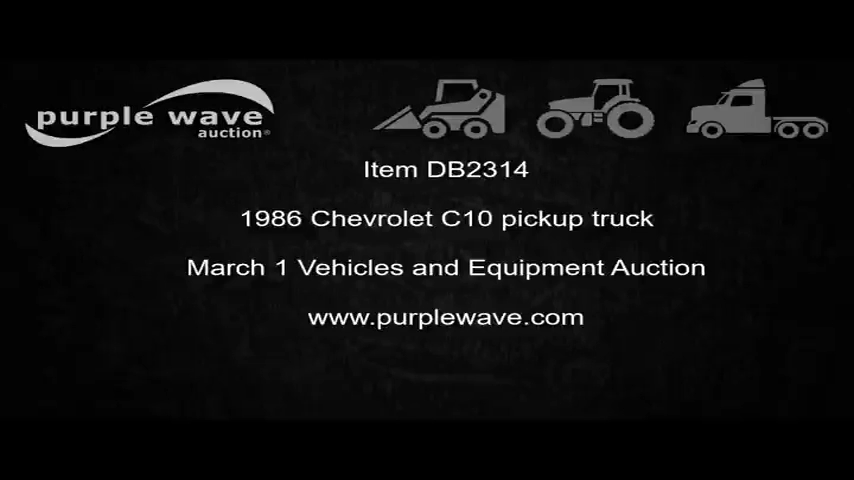 purple wave
auction®
Item DB2314
1986 Chevrolet C10 pickup truck
March 1 Vehicles and Equipment Auction
www.purplewave.com